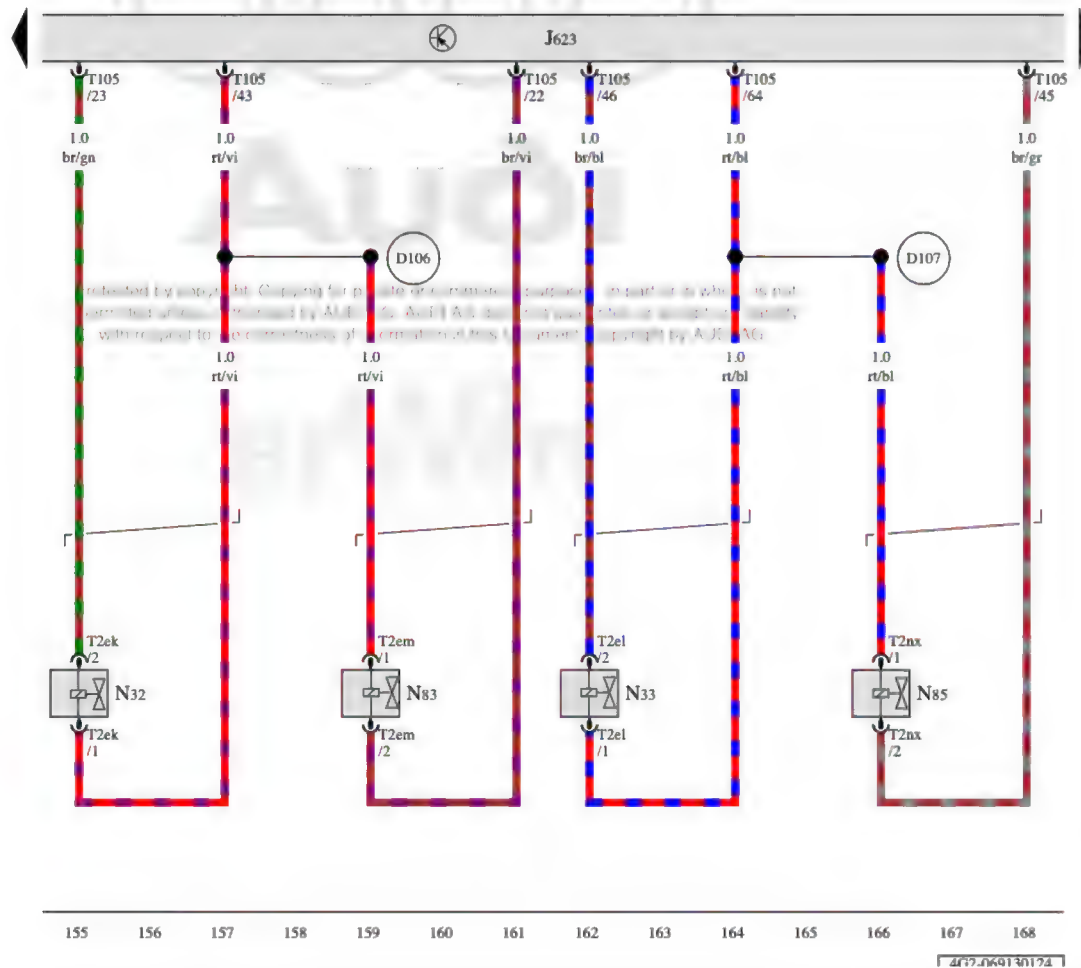 J623
T105 T105 T105 T105 T105 T105
/23 /43 /22 /46 /64 /45
1.0 1.0 1.0 1.0 1.0 1.0
br/gn rt/vi br/vi br/bl rt/bl br/gr
Audi
D106 D107
1.0 1.0 1.0 1.0
rt/vi rt/vi rt/bl rt/bl
T2ek T2em T2el T2nx
/2 /1 /2 /1
N32 N83 N33 N85
T2ek T2em T2el T2nx
/1 /2 /1 /2
155 156 157 158 159 160 161 162 163 164 165 166 167 168
4G2-069130124